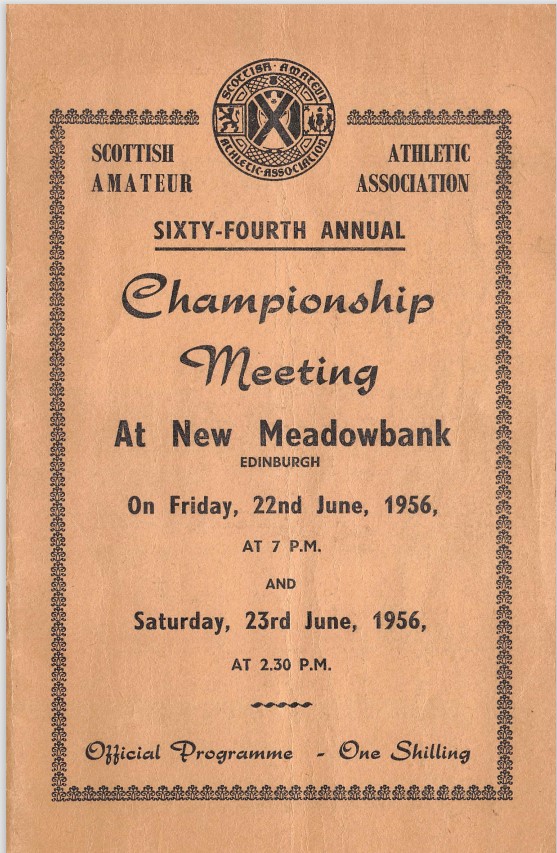 SCOTTISH · AMATEUR
ATHLETIC · ASSOCIATION
SCOTTISH ATHLETIC
AMATEUR ASSOCIATION
SIXTY-FOURTH ANNUAL
Championship
Meeting
At New Meadowbank
EDINBURGH
On Friday, 22nd June, 1956,
AT 7 P.M.
AND
Saturday, 23rd June, 1956,
AT 2.30 P.M.
Official Programme - One Shilling